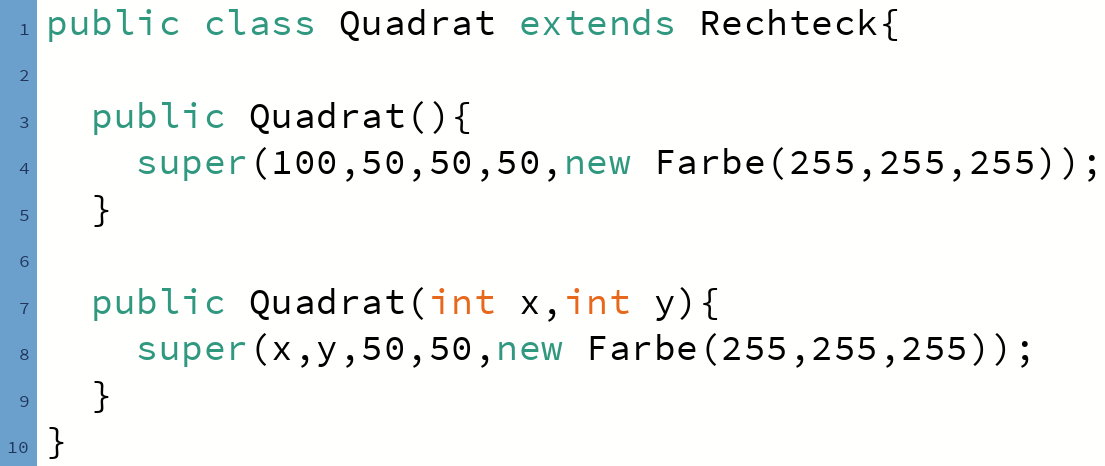 1 public class Quadrat extends Rechteck{
2
3 public Quadrat(){
4 super(100,50,50,50,new Farbe(255,255,255));
5 }
6
7 public Quadrat(int x,int y){
8 super(x,y,50,50,new Farbe(255,255,255));
9 }
10 }